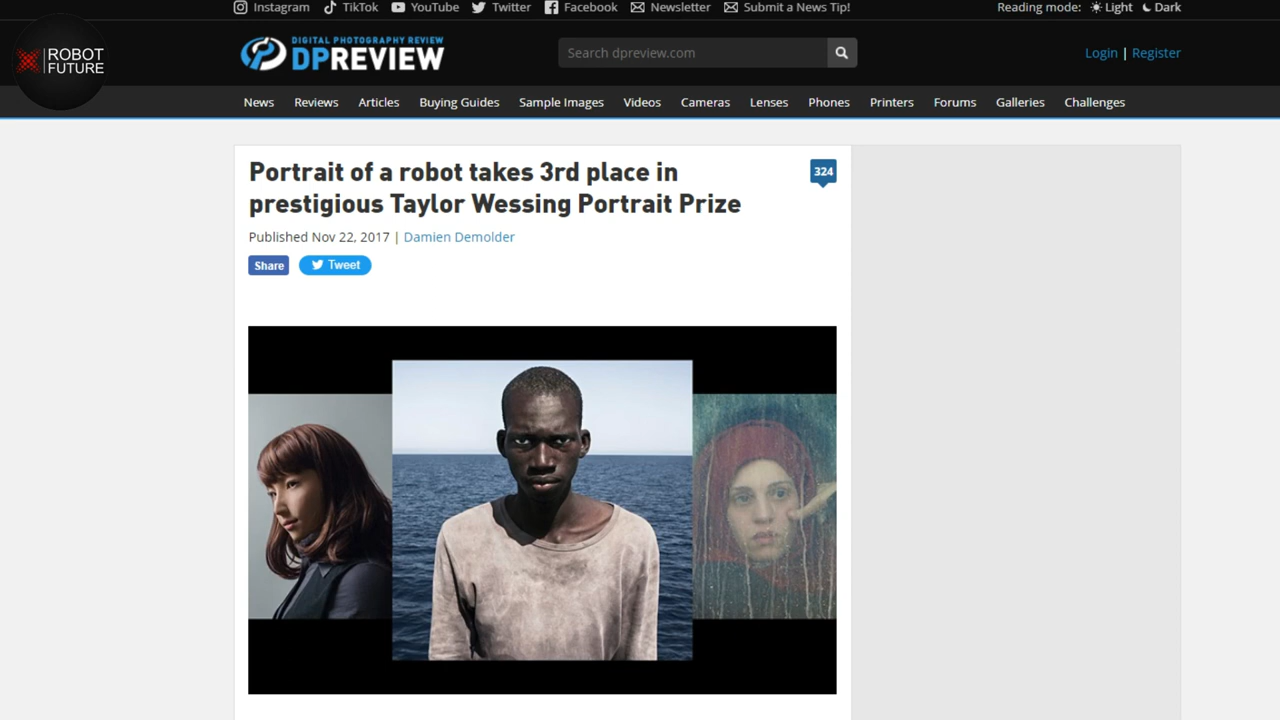 Instagram TikTok YouTube Twitter Facebook Newsletter Submit a News Tip! Reading mode: Light Dark
ROBOT
FUTURE
DIGITAL PHOTOGRAPHY REVIEW
DPREVIEW
Search dpreview.com
Login | Register
News Reviews Articles Buying Guides Sample Images Videos Cameras Lenses Phones Printers Forums Galleries Challenges
Portrait of a robot takes 3rd place in
prestigious Taylor Wessing Portrait Prize
324
Published Nov 22, 2017 | Damien Demolder
Share Tweet